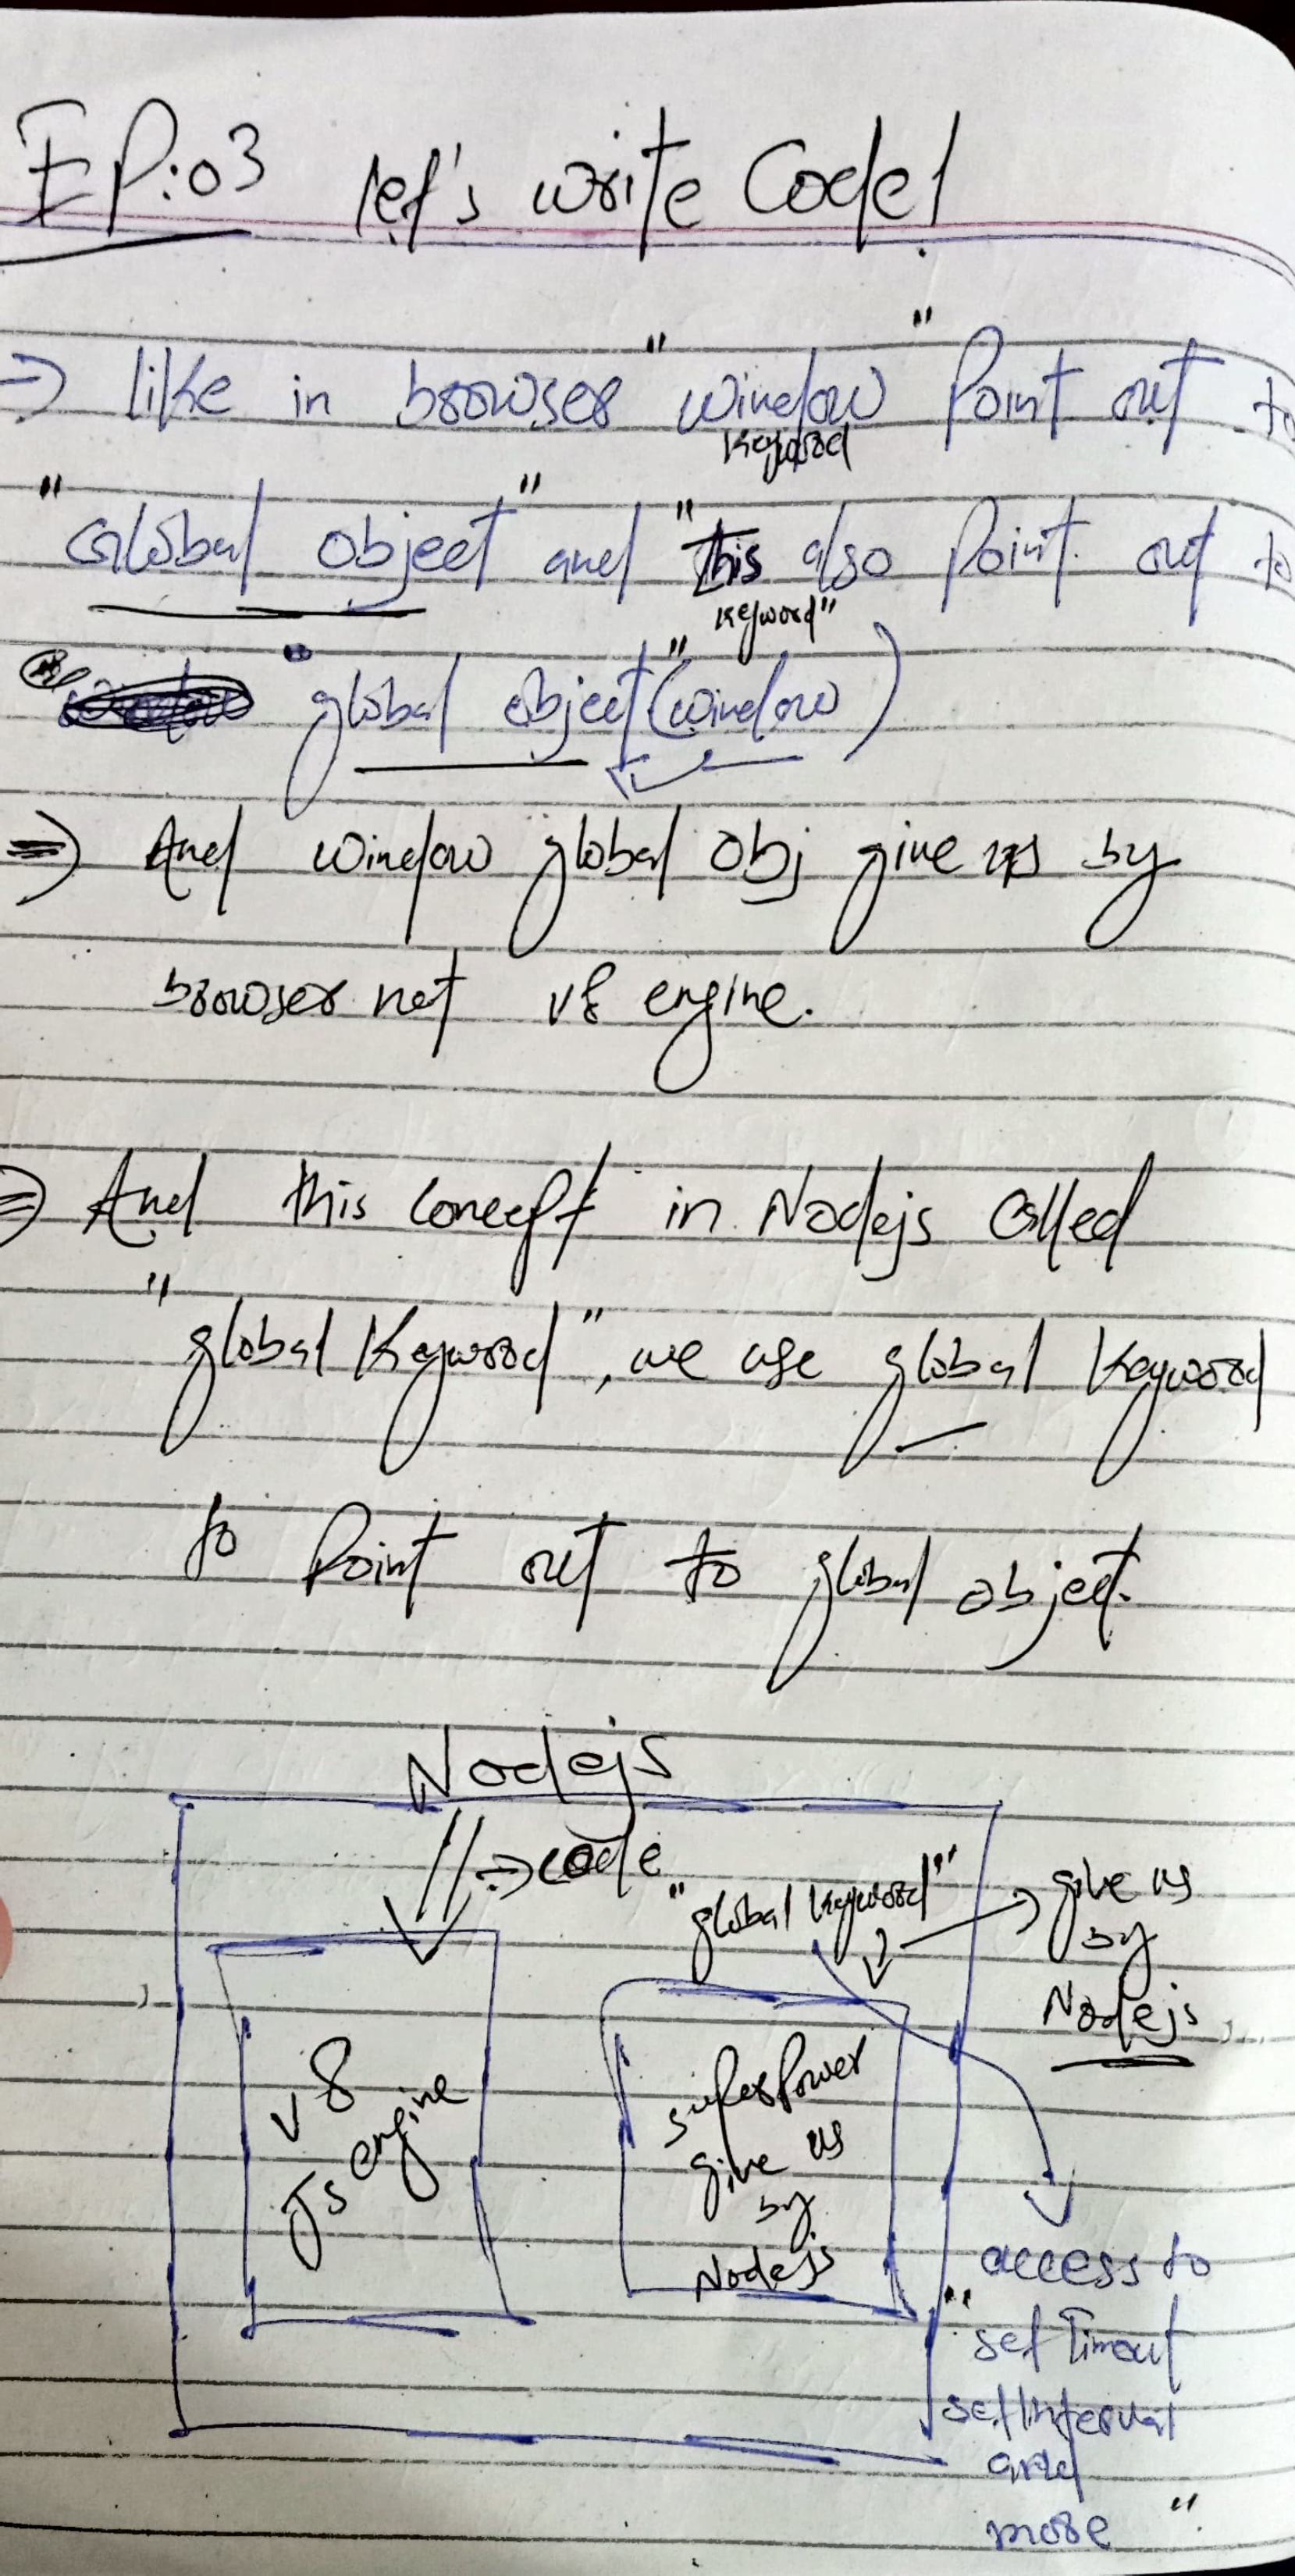 EP:03 let's write Code!
=> like in browser "window" Point out to
keyword
"Global object" and "this also Point out to
keyword"
"global object" (window)
=> And window global obj give us by
browser not v8 engine.
=> And this concept in Nodejs Called
"global Keyword", we use global Keyword
to Point out to global object.
Nodejs
=> code
"global keyword"
give us
by
Nodejs
v8
Js engine
superPower
give us
by
Nodejs
access to
"setTimout
setInterval
and
more"